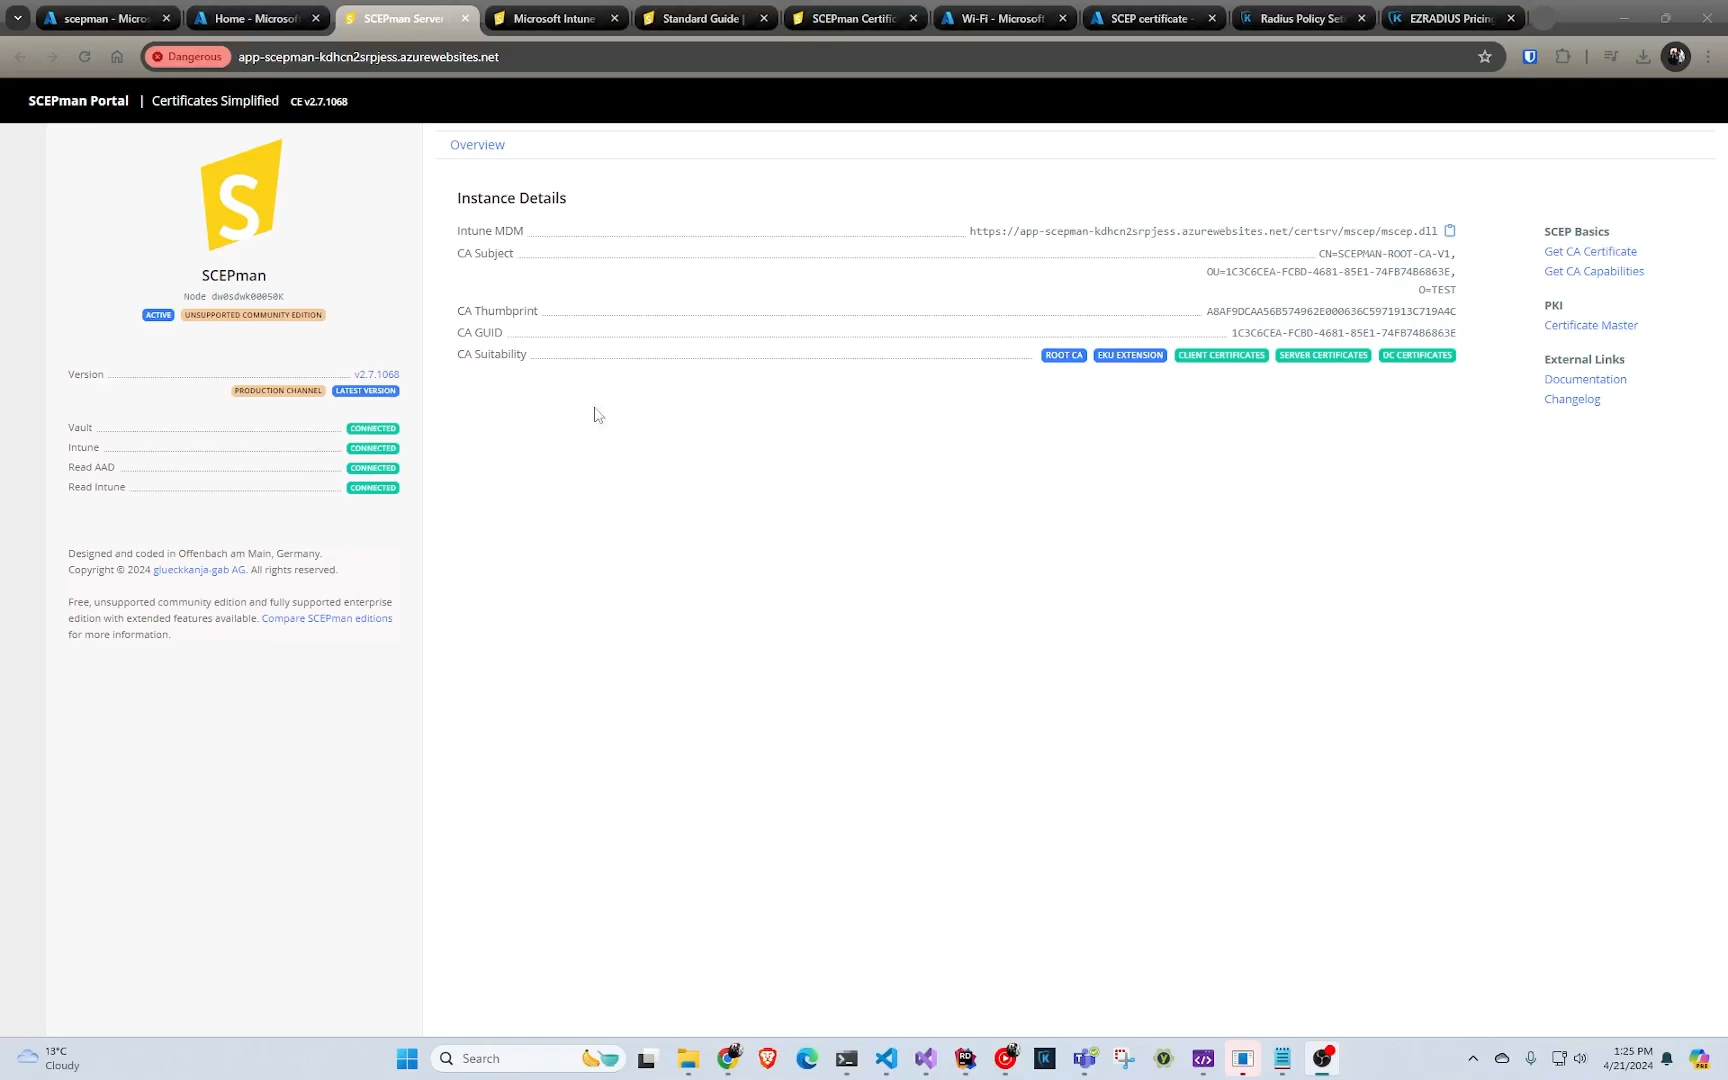 scepman - Micros
Home - Microsof
SCEPman Server
Microsoft Intune
Standard Guide |
SCEPman Certific
Wi-Fi - Microsoft
SCEP certificate -
Radius Policy Set
EZRADIUS Pricing
Dangerous
app-scepman-kdhcn2srpjess.azurewebsites.net
SCEPman Portal | Certificates Simplified CE v2.7.1068
S
SCEPman
Node dw0sdwk00050K
ACTIVE UNSUPPORTED COMMUNITY EDITION
Version v2.7.1068
PRODUCTION CHANNEL LATEST VERSION
Vault CONNECTED
Intune CONNECTED
Read AAD CONNECTED
Read Intune CONNECTED
Designed and coded in Offenbach am Main, Germany.
Copyright © 2024 glueckkanja-gab AG. All rights reserved.
Free, unsupported community edition and fully supported enterprise
edition with extended features available. Compare SCEPman editions
for more information.
Overview
Instance Details
Intune MDM https://app-scepman-kdhcn2srpjess.azurewebsites.net/certsrv/mscep/mscep.dll
CA Subject CN=SCEPMAN-ROOT-CA-V1,
OU=1C3C6CEA-FCBD-4681-85E1-74FB74B6863E,
O=TEST
CA Thumbprint A8AF9DCAA56B574962E000636C5971913C719A4C
CA GUID 1C3C6CEA-FCBD-4681-85E1-74FB74B6863E
CA Suitability ROOT CA EKU EXTENSION CLIENT CERTIFICATES SERVER CERTIFICATES DC CERTIFICATES
SCEP Basics
Get CA Certificate
Get CA Capabilities
PKI
Certificate Master
External Links
Documentation
Changelog
13°C
Cloudy
Search
1:25 PM
4/21/2024